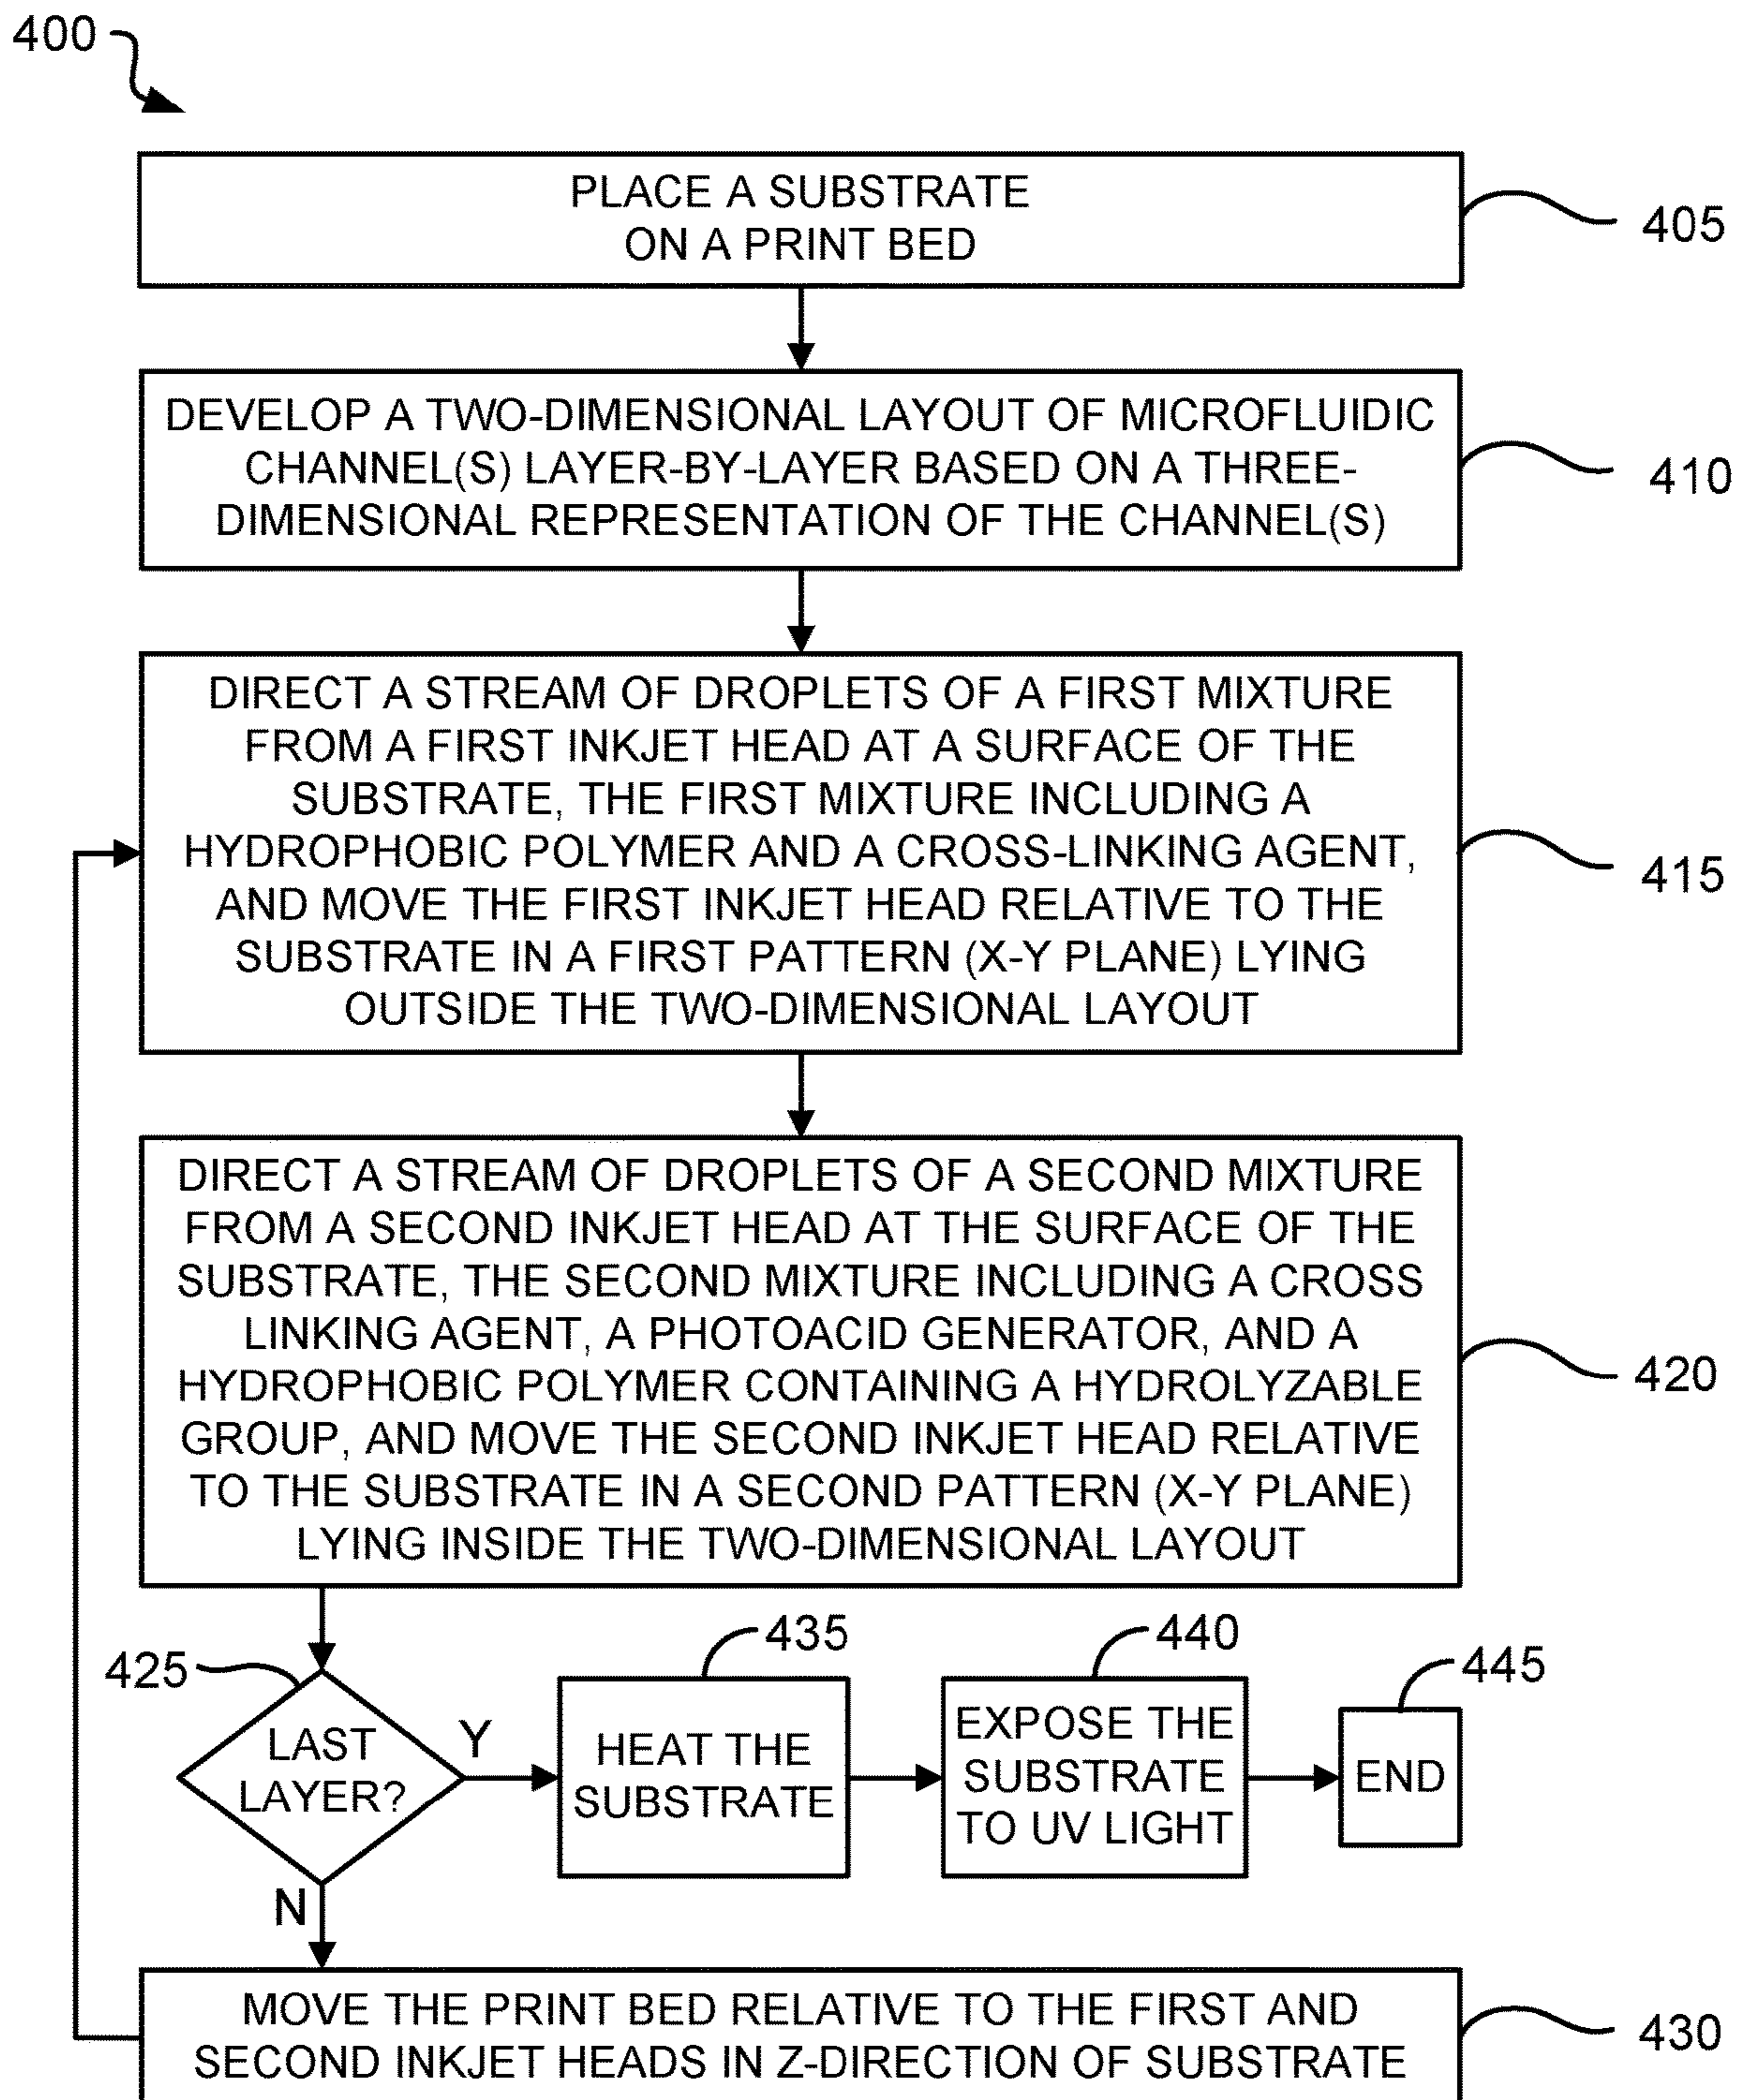 400
PLACE A SUBSTRATE
ON A PRINT BED
405
DEVELOP A TWO-DIMENSIONAL LAYOUT OF MICROFLUIDIC
CHANNEL(S) LAYER-BY-LAYER BASED ON A THREE-
DIMENSIONAL REPRESENTATION OF THE CHANNEL(S)
410
DIRECT A STREAM OF DROPLETS OF A FIRST MIXTURE
FROM A FIRST INKJET HEAD AT A SURFACE OF THE
SUBSTRATE, THE FIRST MIXTURE INCLUDING A
HYDROPHOBIC POLYMER AND A CROSS-LINKING AGENT,
AND MOVE THE FIRST INKJET HEAD RELATIVE TO THE
SUBSTRATE IN A FIRST PATTERN (X-Y PLANE) LYING
OUTSIDE THE TWO-DIMENSIONAL LAYOUT
415
DIRECT A STREAM OF DROPLETS OF A SECOND MIXTURE
FROM A SECOND INKJET HEAD AT THE SURFACE OF THE
SUBSTRATE, THE SECOND MIXTURE INCLUDING A CROSS
LINKING AGENT, A PHOTOACID GENERATOR, AND A
HYDROPHOBIC POLYMER CONTAINING A HYDROLYZABLE
GROUP, AND MOVE THE SECOND INKJET HEAD RELATIVE
TO THE SUBSTRATE IN A SECOND PATTERN (X-Y PLANE)
LYING INSIDE THE TWO-DIMENSIONAL LAYOUT
420
425
LAST
LAYER?
Y
N
435
HEAT THE
SUBSTRATE
440
EXPOSE THE
SUBSTRATE
TO UV LIGHT
445
END
MOVE THE PRINT BED RELATIVE TO THE FIRST AND
SECOND INKJET HEADS IN Z-DIRECTION OF SUBSTRATE
430